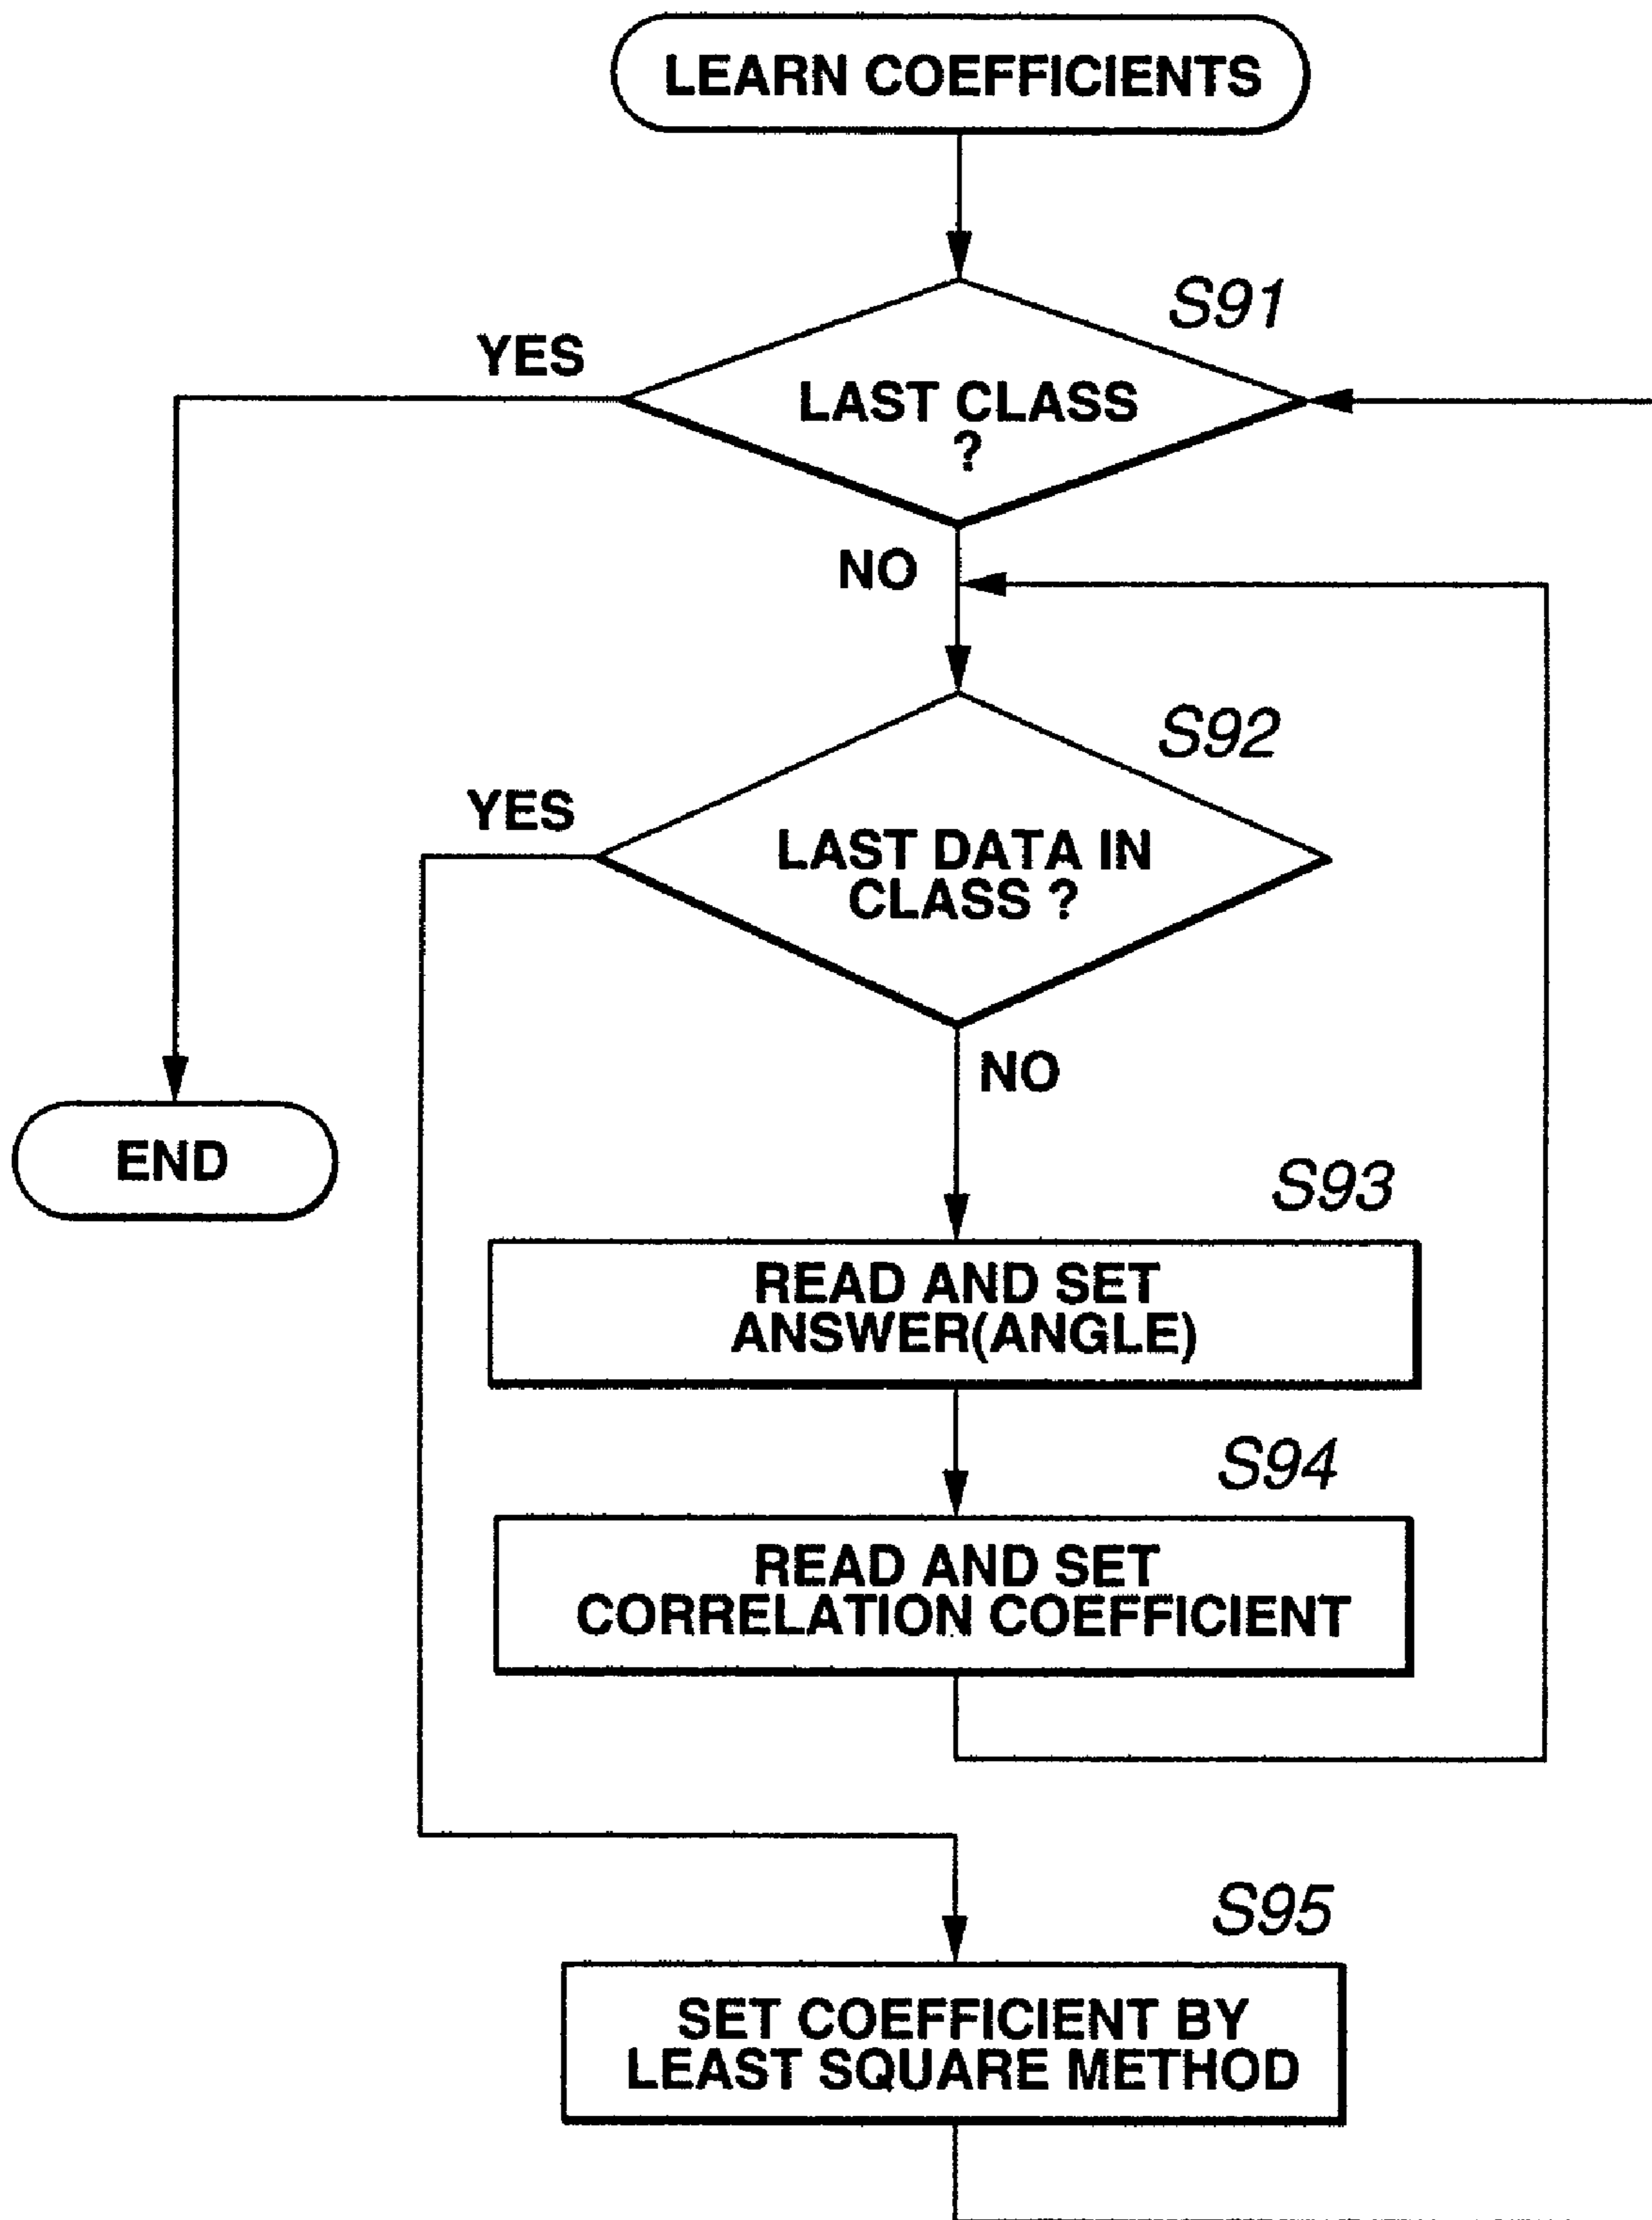 LEARN COEFFICIENTS
S91
YES
LAST CLASS
?
NO
S92
YES
LAST DATA IN
CLASS ?
NO
END
S93
READ AND SET
ANSWER(ANGLE)
S94
READ AND SET
CORRELATION COEFFICIENT
S95
SET COEFFICIENT BY
LEAST SQUARE METHOD